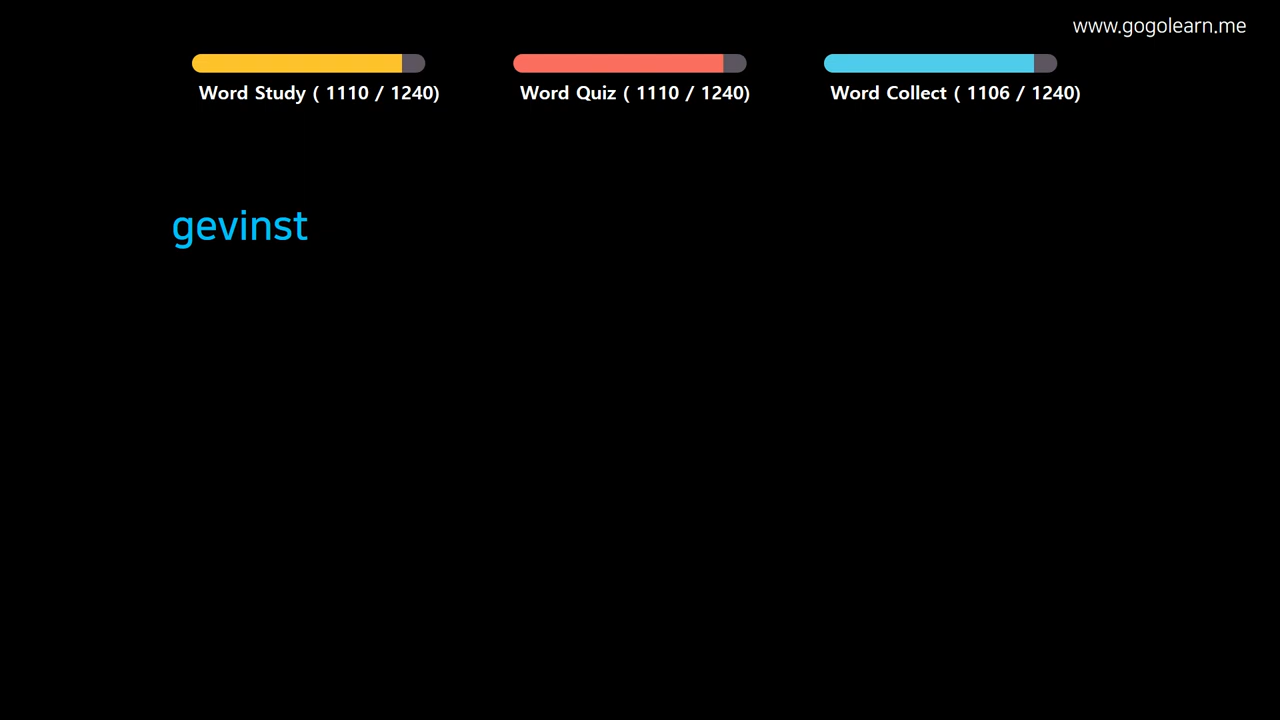 www.gogolearn.me
Word Study ( 1110 / 1240)
Word Quiz ( 1110 / 1240)
Word Collect ( 1106 / 1240)
gevinst